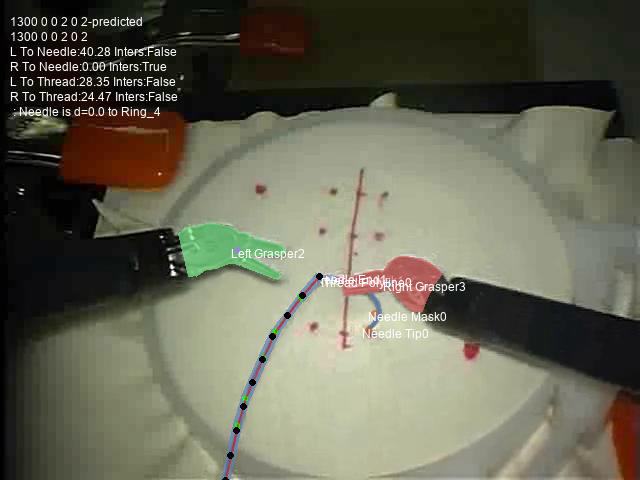 1300 0 0 2 0 2-predicted
1300 0 0 2 0 2
L To Needle:40.28 Inters:False
R To Needle:0.00 Inters:True
L To Thread:28.35 Inters:False
R To Thread:24.47 Inters:False
: Needle is d=0.0 to Ring_4
Left Grasper2
Right Grasper3
Needle Mask0
Needle Tip0